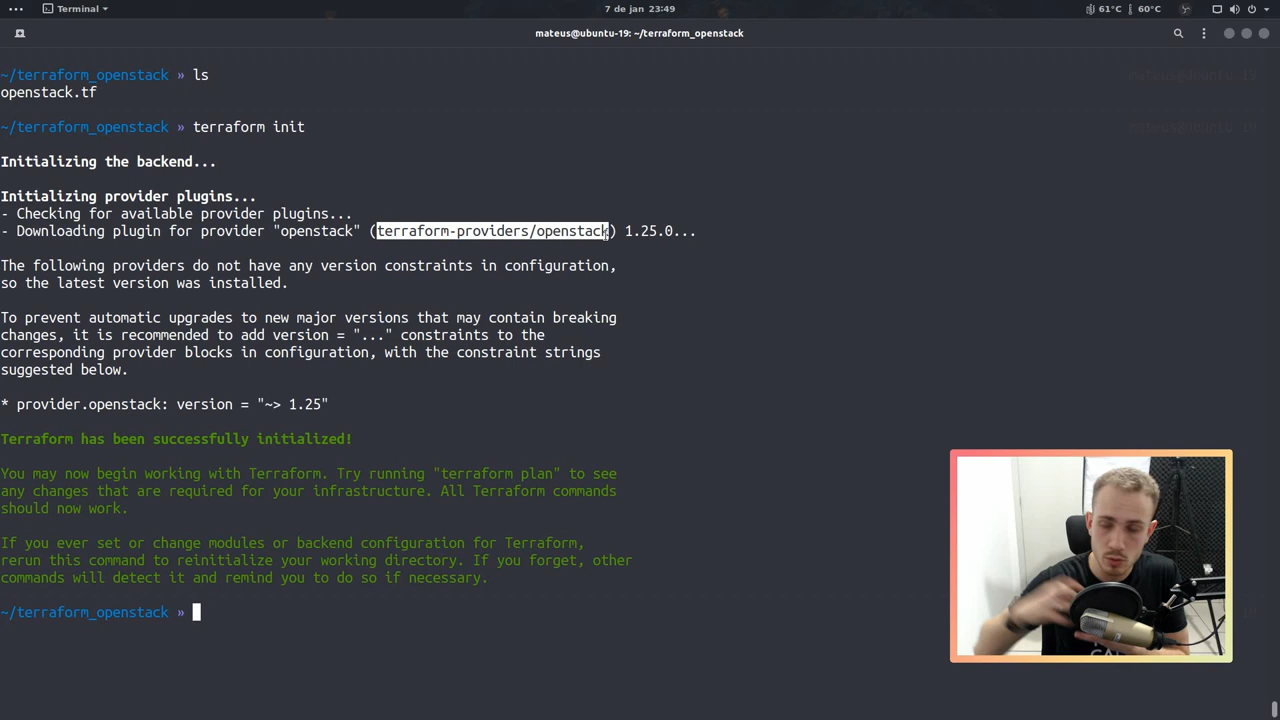 Terminal
7 de jan 23:49
61°C
60°C
mateus@ubuntu-19: ~/terraform_openstack
~/terraform_openstack » ls
mateus@ubuntu-19
openstack.tf
~/terraform_openstack » terraform init
mateus@ubuntu-19
Initializing the backend...
Initializing provider plugins...
- Checking for available provider plugins...
- Downloading plugin for provider "openstack" (terraform-providers/openstack) 1.25.0...
The following providers do not have any version constraints in configuration,
so the latest version was installed.
To prevent automatic upgrades to new major versions that may contain breaking
changes, it is recommended to add version = "..." constraints to the
corresponding provider blocks in configuration, with the constraint strings
suggested below.
* provider.openstack: version = "~> 1.25"
Terraform has been successfully initialized!
You may now begin working with Terraform. Try running "terraform plan" to see
any changes that are required for your infrastructure. All Terraform commands
should now work.
If you ever set or change modules or backend configuration for Terraform,
rerun this command to reinitialize your working directory. If you forget, other
commands will detect it and remind you to do so if necessary.
~/terraform_openstack »